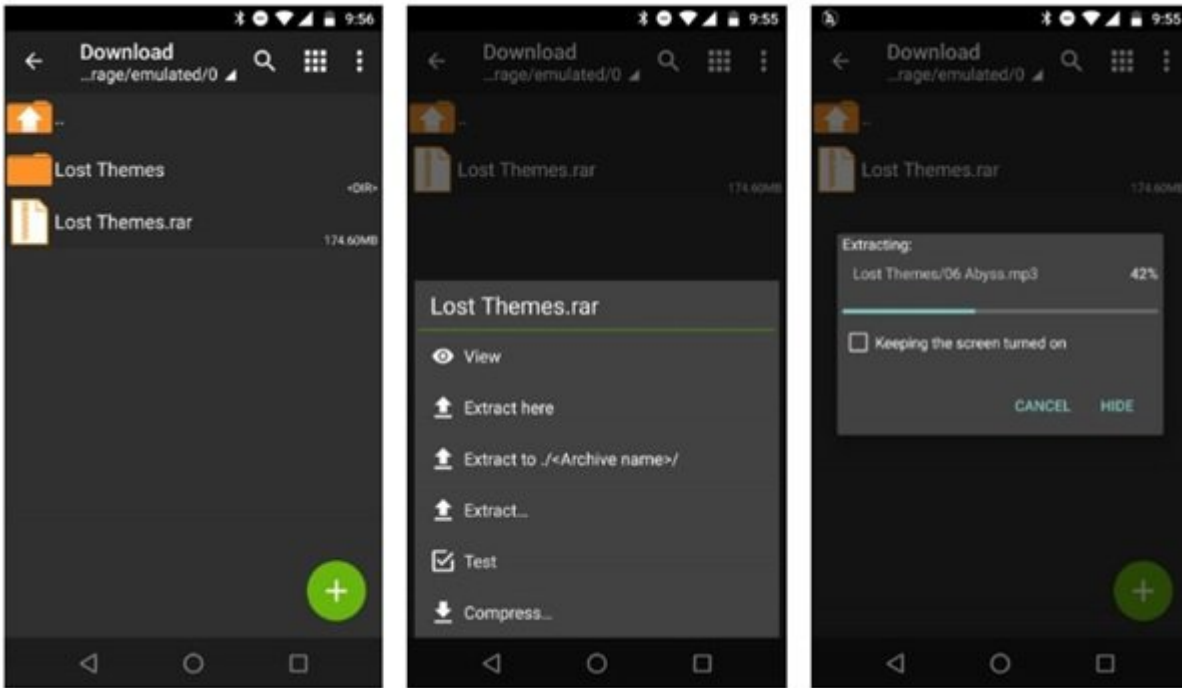 9:56
Download
...rage/emulated/0
..
Lost Themes
<DIR>
Lost Themes.rar
174.60MB
9:55
Download
...rage/emulated/0
..
Lost Themes.rar
174.60MB
Lost Themes.rar
View
Extract here
Extract to ./<Archive name>/
Extract...
Test
Compress...
9:55
Download
...rage/emulated/0
..
Lost Themes.rar
174.60MB
Extracting:
Lost Themes/06 Abyss.mp3 42%
Keeping the screen turned on
CANCEL HIDE